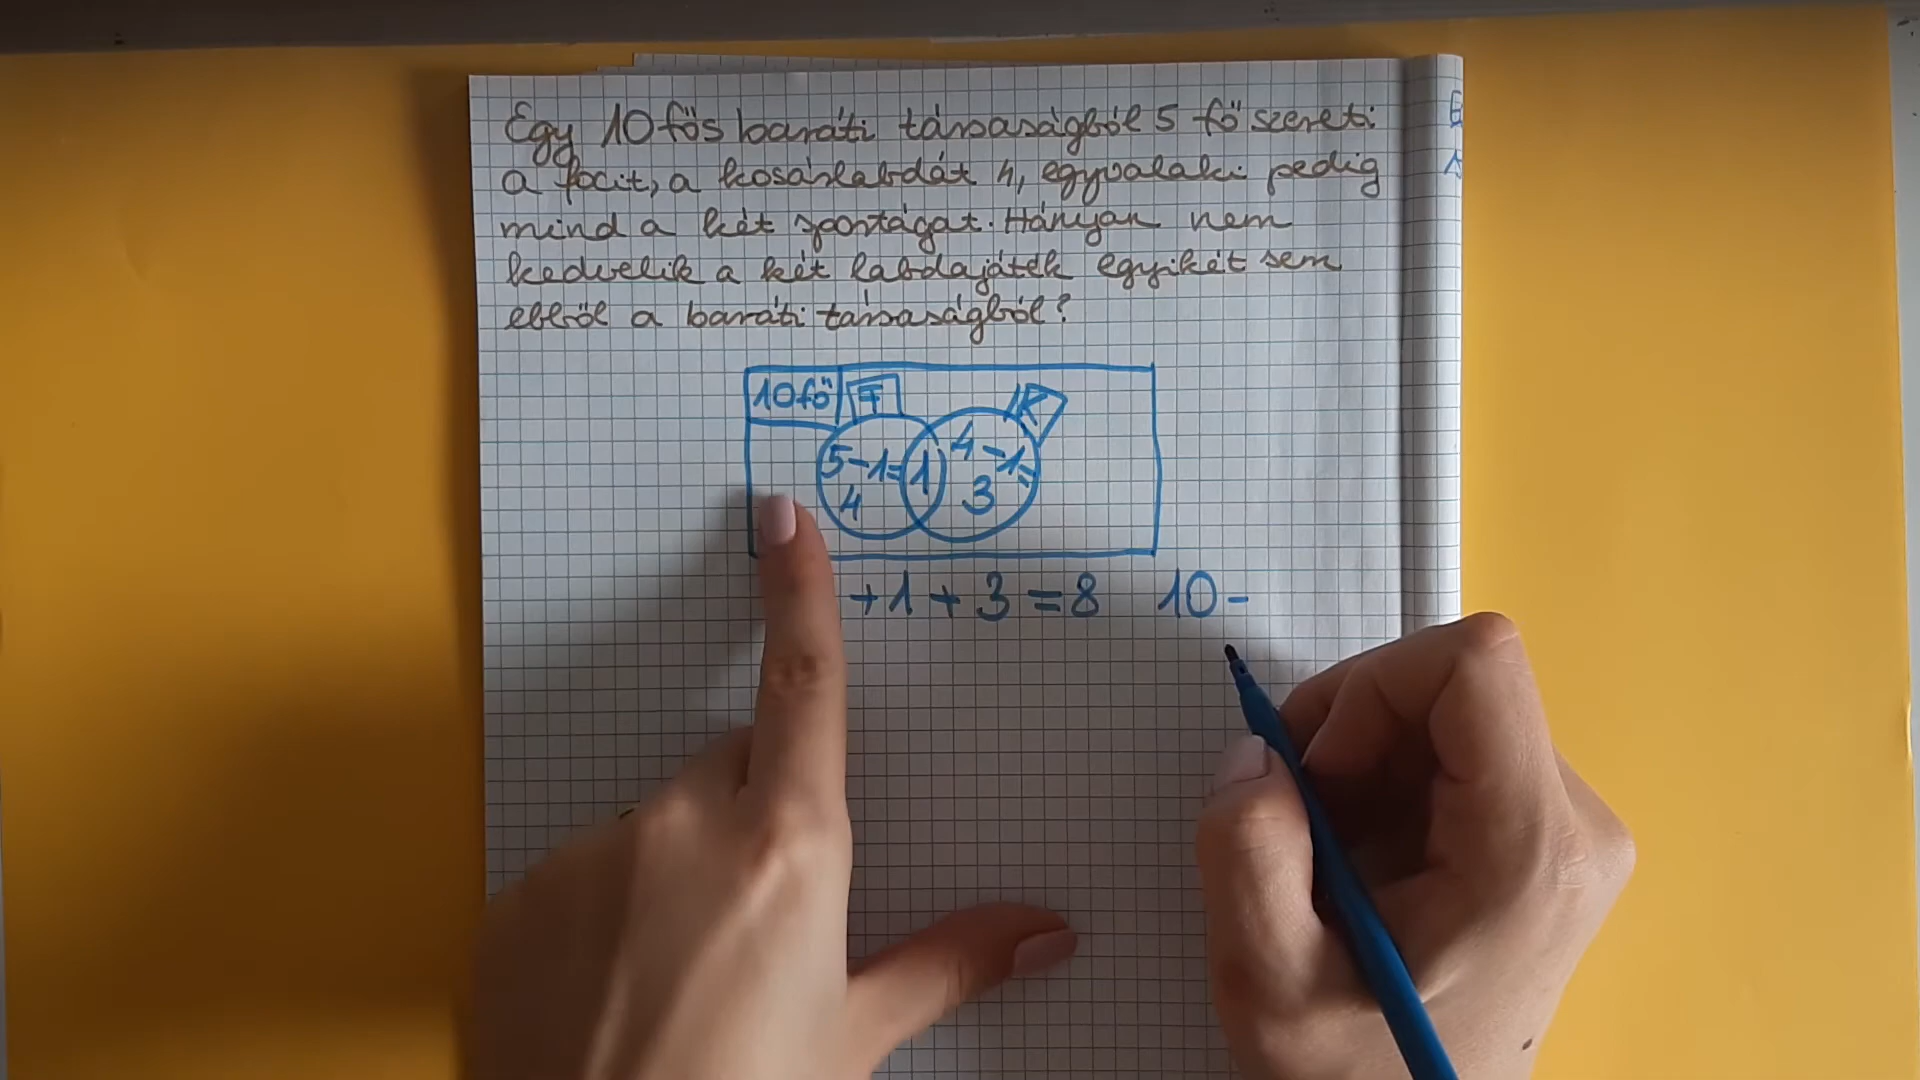 Egy 10 fős baráti társaságból 5 fő szereti
a focit, a kosárlabdát 4, egyvalaki pedig
mind a két sportágat. Hányan nem
kedvelik a két labdajáték egyikét sem
ebből a baráti társaságból?
10 fő F K
5-1= 1 4-1=
4 3
+1+3=8 10-